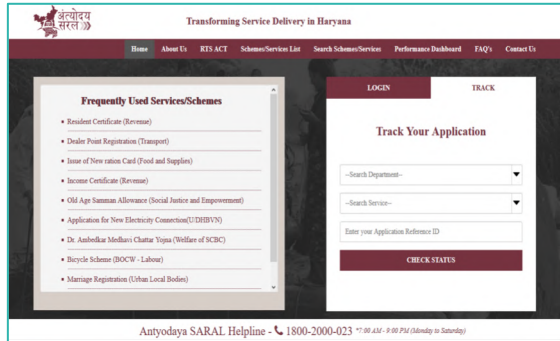 अंत्योदय
सरल
Transforming Service Delivery in Haryana
Home About Us RTS ACT Schemes/Services List Search Schemes/Services Performance Dashboard FAQ's Contact Us
Frequently Used Services/Schemes
Resident Certificate (Revenue)
Dealer Point Registration (Transport)
Issue of New ration Card (Food and Supplies)
Income Certificate (Revenue)
Old Age Samman Allowance (Social Justice and Empowerment)
Application for New Electricity Connection(U/DHBVN)
Dr. Ambedkar Medhavi Chattar Yojna (Welfare of SCBC)
Bicycle Scheme (BOCW - Labour)
Marriage Registration (Urban Local Bodies)
LOGIN TRACK
Track Your Application
--Search Department--
--Search Service--
Enter your Application Reference ID
CHECK STATUS
Antyodaya SARAL Helpline - 1800-2000-023 *7:00 AM - 9:00 PM (Monday to Saturday)